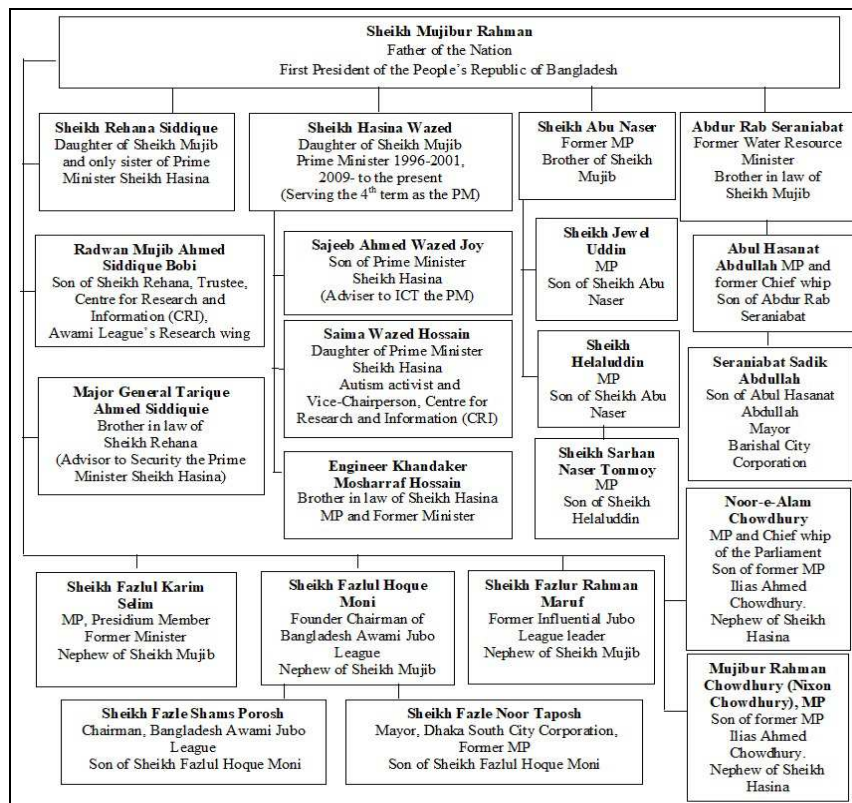 Sheikh Mujibur Rahman
Father of the Nation
First President of the People's Republic of Bangladesh
Sheikh Rehana Siddique
Daughter of Sheikh Mujib
and only sister of Prime
Minister Sheikh Hasina
Sheikh Hasina Wazed
Daughter of Sheikh Mujib
Prime Minister 1996-2001,
2009- to the present
(Serving the 4th term as the PM)
Sheikh Abu Naser
Former MP
Brother of Sheikh
Mujib
Abdur Rab Seraniabat
Former Water Resource
Minister
Brother in law of
Sheikh Mujib
Radwan Mujib Ahmed
Siddique Bobi
Son of Sheikh Rehana, Trustee,
Centre for Research and
Information (CRI),
Awami League's Research wing
Sajeeb Ahmed Wazed Joy
Son of Prime Minister
Sheikh Hasina
(Adviser to ICT the PM)
Sheikh Jewel
Uddin
MP
Son of Sheikh Abu
Naser
Abul Hasanat
Abdullah MP and
former Chief whip
Son of Abdur Rab
Seraniabat
Major General Tarique
Ahmed Siddiquie
Brother in law of
Sheikh Rehana
(Advisor to Security the Prime
Minister Sheikh Hasina)
Saima Wazed Hossain
Daughter of Prime Minister
Sheikh Hasina
Autism activist and
Vice-Chairperson, Centre for
Research and Information (CRI)
Sheikh
Helaluddin
MP
Son of Sheikh Abu
Naser
Seraniabat Sadik
Abdullah
Son of Abul Hasanat
Abdullah
Mayor
Barishal City
Corporation
Engineer Khandaker
Mosharraf Hossain
Brother in law of Sheikh Hasina
MP and Former Minister
Sheikh Sarhan
Naser Tonmoy
MP
Son of Sheikh
Helaluddin
Noor-e-Alam
Chowdhury
MP and Chief whip
of the Parliament
Son of former MP
Ilias Ahmed
Chowdhury.
Nephew of Sheikh
Hasina
Sheikh Fazlul Karim
Selim
MP, Presidium Member
Former Minister
Nephew of Sheikh Mujib
Sheikh Fazlul Hoque
Moni
Founder Chairman of
Bangladesh Awami Jubo
League
Nephew of Sheikh Mujib
Sheikh Fazlur Rahman
Maruf
Former Influential Jubo
League leader
Nephew of Sheikh Mujib
Mujibur Rahman
Chowdhury (Nixon
Chowdhury), MP
Son of former MP
Ilias Ahmed
Chowdhury.
Nephew of Sheikh
Hasina
Sheikh Fazle Shams Porosh
Chairman, Bangladesh Awami Jubo
League
Son of Sheikh Fazlul Hoque Moni
Sheikh Fazle Noor Taposh
Mayor, Dhaka South City Corporation,
Former MP
Son of Sheikh Fazlul Hoque Moni